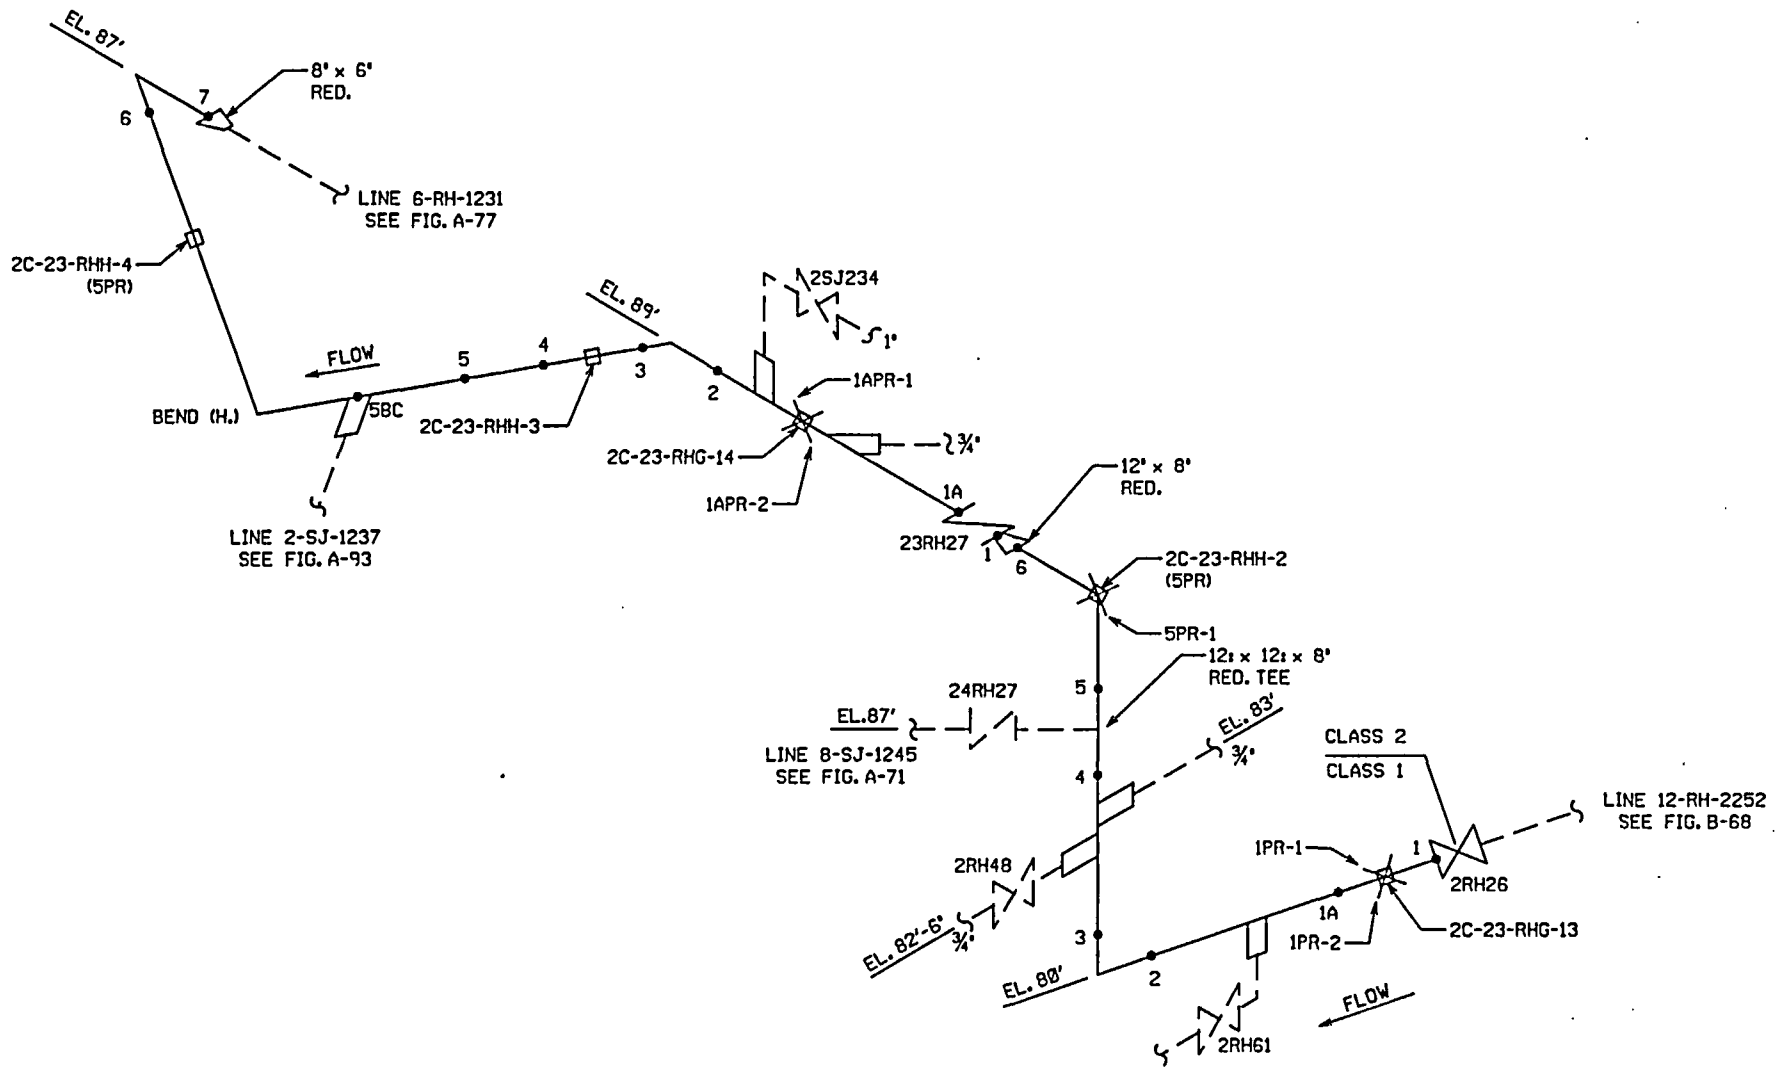 EL. 87'
8" x 6"
RED.
7
6
LINE 6-RH-1231
SEE FIG. A-77
2C-23-RHH-4
(5PR)
EL. 89'
2SJ234
1"
FLOW
5
4
3
2
1APR-1
BEND (H.)
5BC
2C-23-RHH-3
2C-23-RHG-14
3/4"
1APR-2
1A
12" x 8"
RED.
LINE 2-SJ-1237
SEE FIG. A-93
23RH27
1
6
2C-23-RHH-2
(5PR)
5PR-1
12: x 12: x 8"
RED. TEE
5
24RH27
EL. 87'
EL. 83'
3/4"
LINE 8-SJ-1245
SEE FIG. A-71
4
CLASS 2
CLASS 1
LINE 12-RH-2252
SEE FIG. B-68
1PR-1
1
2RH48
2RH26
1A
EL. 82'-6"
3/4"
3
1PR-2
2C-23-RHG-13
2
EL. 80'
FLOW
2RH61